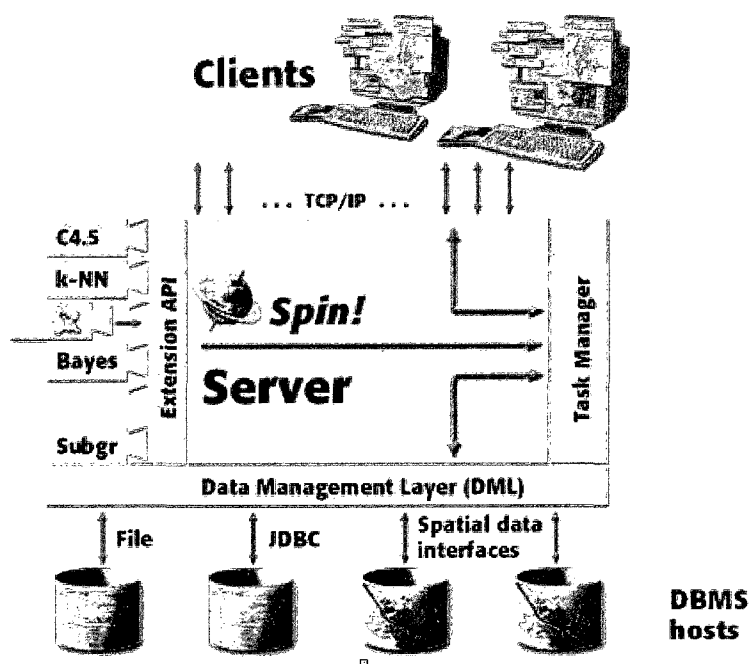 Clients
... TCP/IP ...
C4.5
k-NN
Bayes
Subgr
Extension API
Spin!
Server
Task Manager
Data Management Layer (DML)
File
JDBC
Spatial data
interfaces
DBMS
hosts